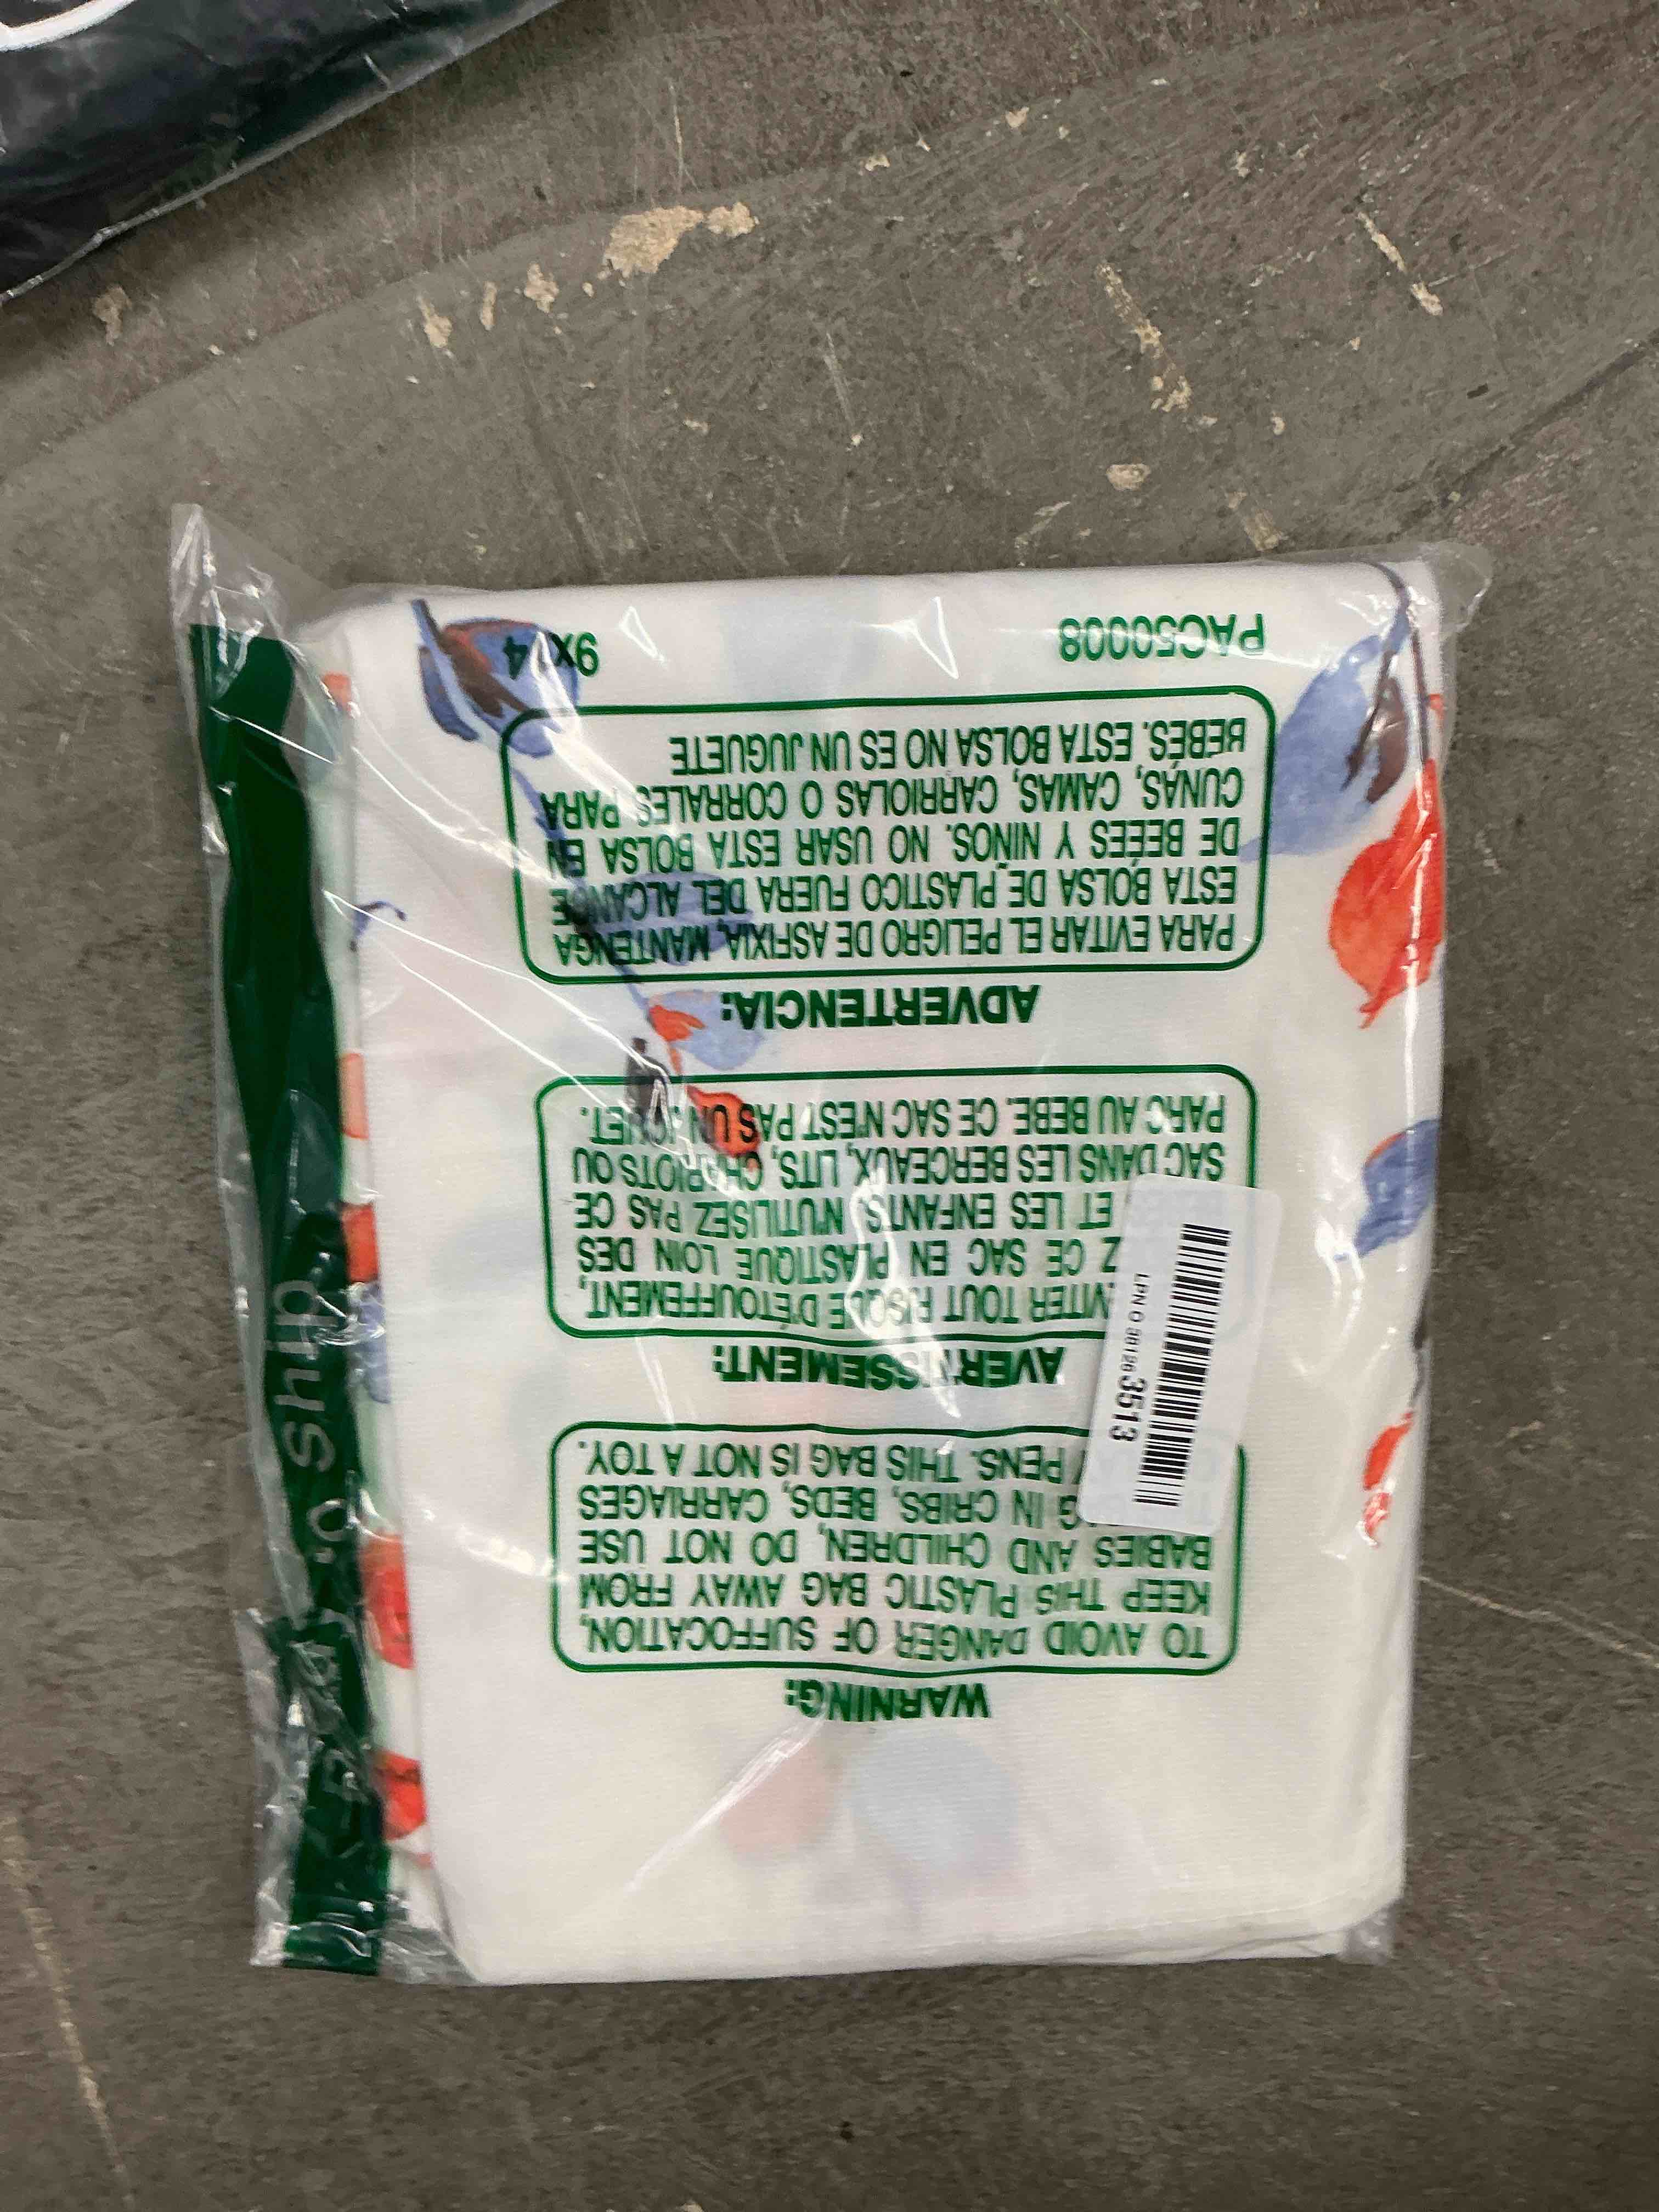 WARNING:
TO AVOID DANGER OF SUFFOCATION,
KEEP THIS PLASTIC BAG AWAY FROM
BABIES AND CHILDREN, DO NOT USE
IN CRIBS, BEDS, CARRIAGES
PENS. THIS BAG IS NOT A TOY.
AVERTISSEMENT:
VITER TOUT RISQUE D'ÉTOUFFEMENT,
Z CE SAC EN PLASTIQUE LOIN DES
ET LES ENFANTS. N'UTILISEZ PAS CE
SAC DANS LES BERCEAUX, LITS, CHARIOTS OU
PARC AU BEBE. CE SAC N'EST PAS UN JOUET.
ADVERTENCIA:
PARA EVITAR EL PELIGRO DE ASFIXIA, MANTENGA
ESTA BOLSA DE PLASTICO FUERA DEL ALCANCE
DE BEBÉS Y NIÑOS. NO USAR ESTA BOLSA EN
CUNAS, CAMAS, CARRIOLAS O CORRALES PARA
BEBÉS. ESTA BOLSA NO ES UN JUGUETE
PAC50008
3513
ship